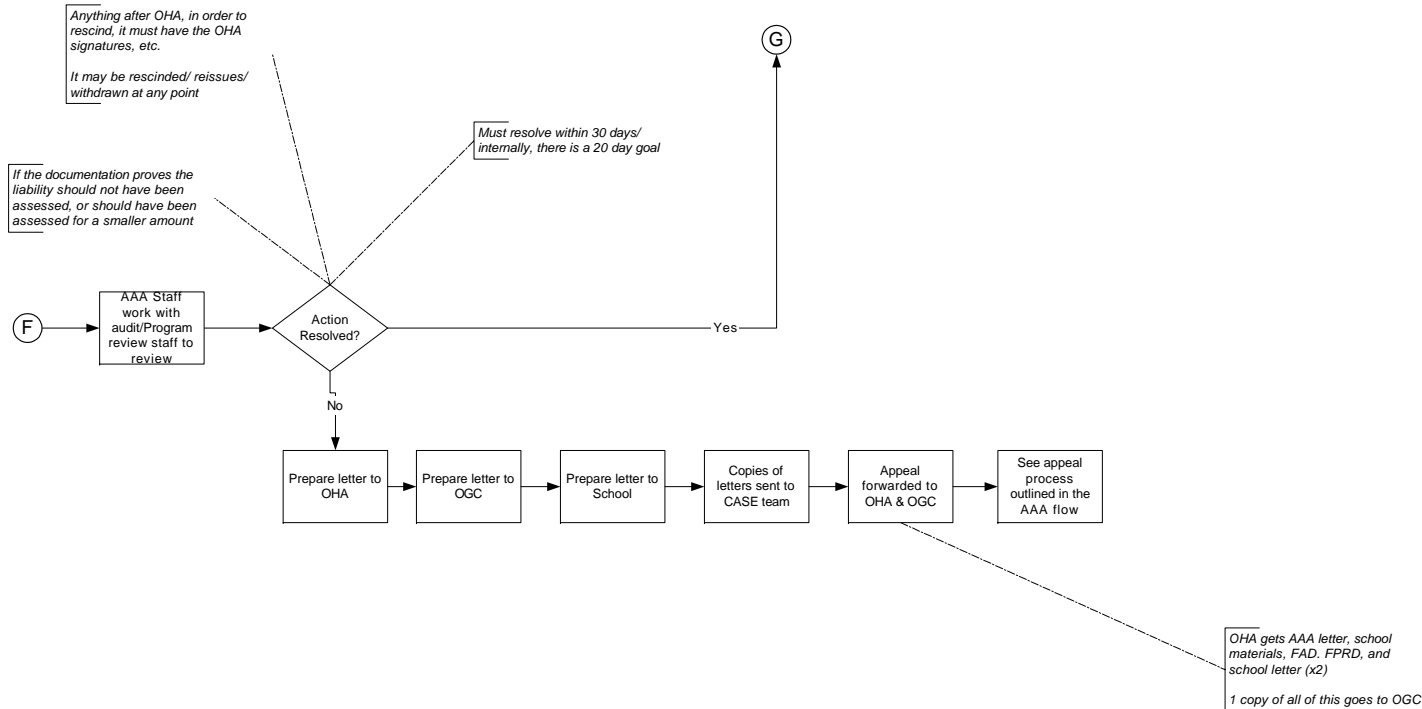 Anything after OHA, in order to
rescind, it must have the OHA
signatures, etc.
It may be rescinded/ reissues/
withdrawn at any point
G
Must resolve within 30 days/
internally, there is a 20 day goal
If the documentation proves the
liability should not have been
assessed, or should have been
assessed for a smaller amount
F
AAA Staff
work with
audit/Program
review staff to
review
Action
Resolved?
Yes
No
Prepare letter to
OHA
Prepare letter to
OGC
Prepare letter to
School
Copies of
letters sent to
CASE team
Appeal
forwarded to
OHA & OGC
See appeal
process
outlined in the
AAA flow
OHA gets AAA letter, school
materials, FAD. FPRD, and
school letter (x2)
1 copy of all of this goes to OGC